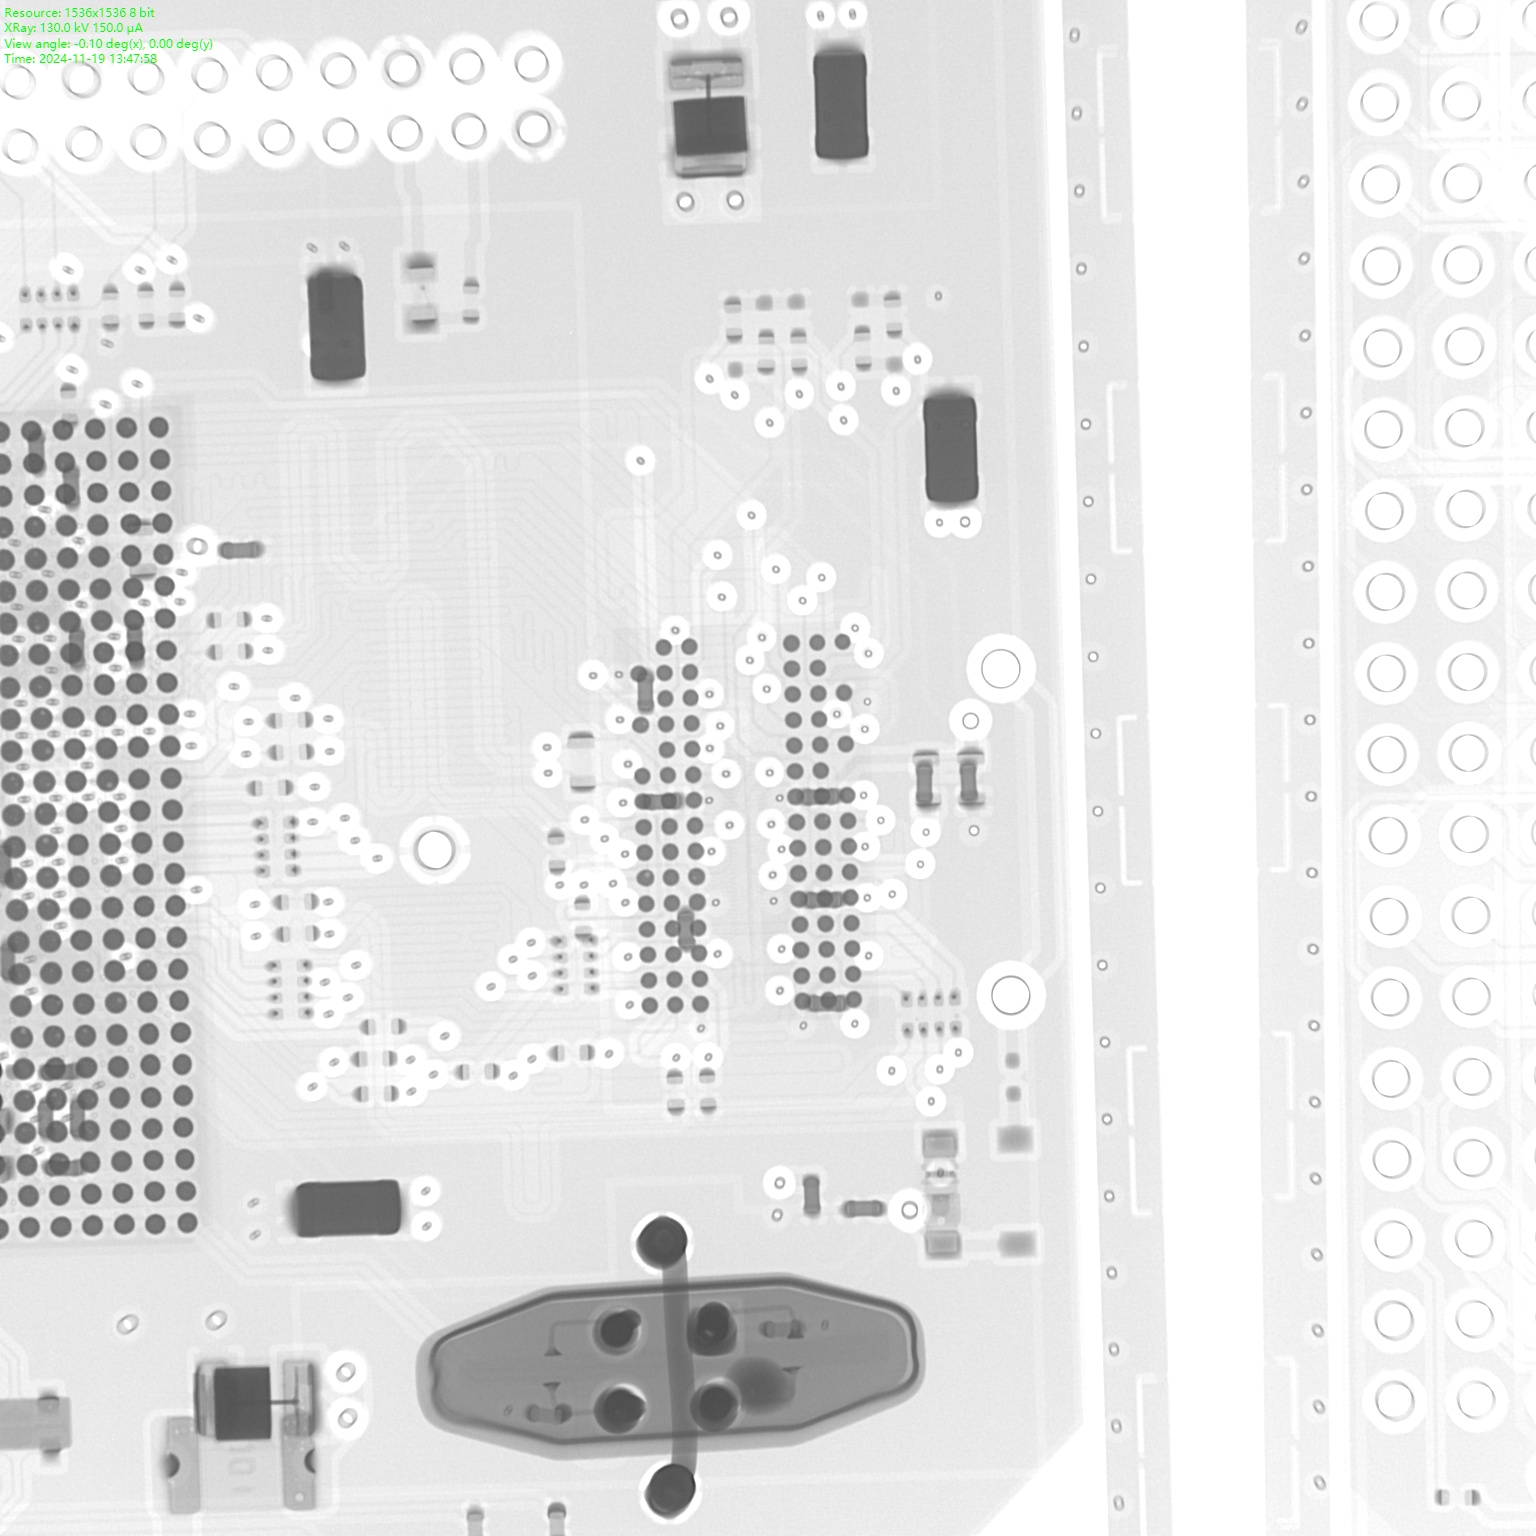 Resource: 1536x1536 8 bit
XRay: 130.0 kV 150.0 µA
View angle: -0.10 deg(x), 0.00 deg(y)
Time: 2024-11-19 13:47:58